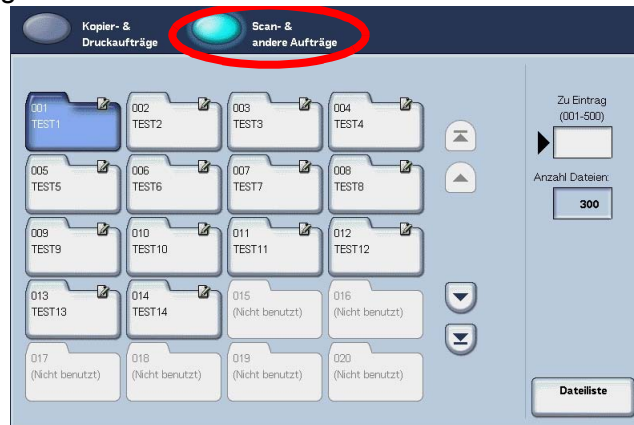 Kopier- &
Druckaufträge
Scan- &
andere Aufträge
001
TEST1
002
TEST2
003
TEST3
004
TEST4
005
TEST5
006
TEST6
007
TEST7
008
TEST8
009
TEST9
010
TEST10
011
TEST11
012
TEST12
013
TEST13
014
TEST14
015
(Nicht benutzt)
016
(Nicht benutzt)
017
(Nicht benutzt)
018
(Nicht benutzt)
019
(Nicht benutzt)
020
(Nicht benutzt)
Zu Eintrag
(001-500)
Anzahl Dateien:
300
Dateiliste